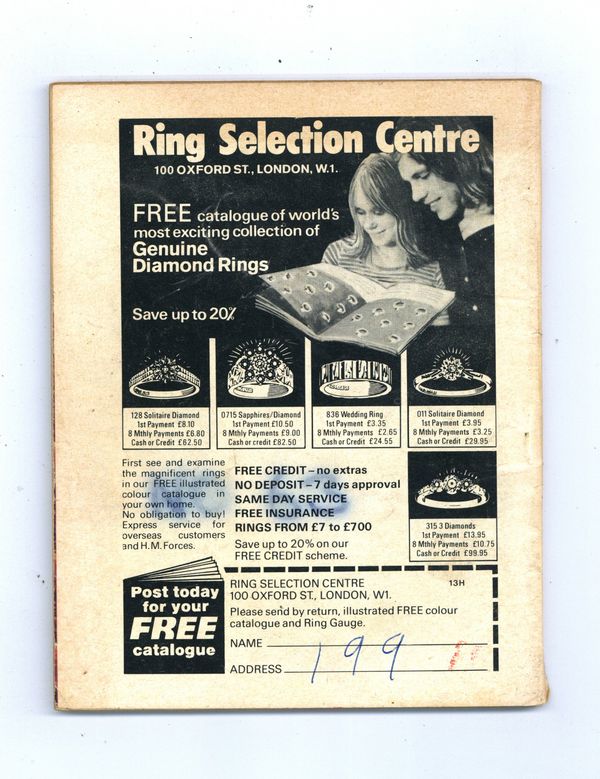 Ring Selection Centre
100 OXFORD ST., LONDON, W.1.
FREE catalogue of world's
most exciting collection of
Genuine
Diamond Rings
Save up to 20%
128 Solitaire Diamond
1st Payment £8.10
8 Mthly Payments £6.80
Cash or Credit £62.50
0715 Sapphires/Diamond
1st Payment £10.50
8 Mthly Payments £9.00
Cash or Credit £82.50
836 Wedding Ring
1st Payment £3.35
8 Mthly Payments £2.65
Cash or Credit £24.55
011 Solitaire Diamond
1st Payment £3.95
8 Mthly Payments £3.25
Cash or Credit £29.95
First see and examine
the magnificent rings
in our FREE illustrated
colour catalogue in
your own home.
No obligation to buy!
Express service for
overseas customers
and H.M. Forces.
FREE CREDIT – no extras
NO DEPOSIT – 7 days approval
SAME DAY SERVICE
FREE INSURANCE
RINGS FROM £7 to £700
Save up to 20% on our
FREE CREDIT scheme.
315 3 Diamonds
1st Payment £13.95
8 Mthly Payments £10.75
Cash or Credit £99.95
Post today
for your
FREE
catalogue
RING SELECTION CENTRE 13H
100 OXFORD ST., LONDON, W1.
Please send by return, illustrated FREE colour
catalogue and Ring Gauge.
NAME
199
ADDRESS